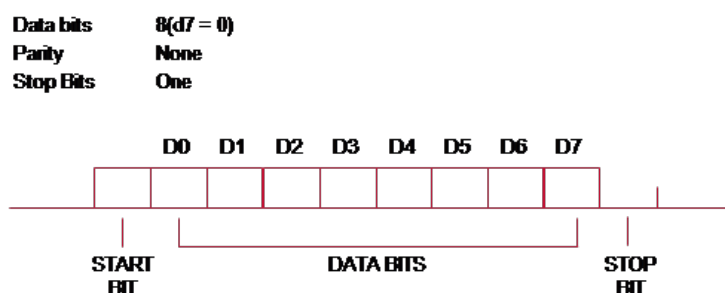 Data bits 8(d7 = 0)
Parity None
Stop Bits One
D0 D1 D2 D3 D4 D5 D6 D7
START BIT
DATA BITS
STOP BIT